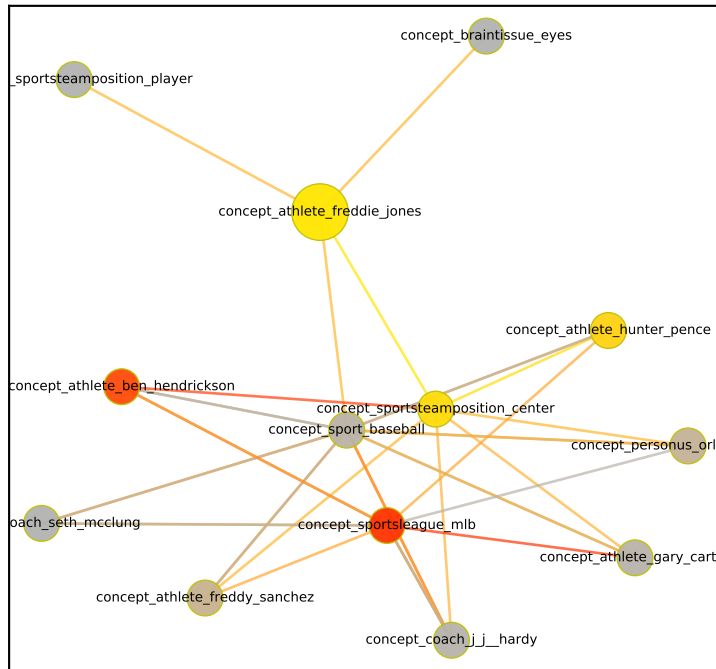 concept_braintissue_eyes
_sportsteamposition_player
concept_athlete_freddie_jones
concept_athlete_hunter_pence
concept_athlete_ben_hendrickson
concept_sportsteamposition_center
concept_sport_baseball
concept_personus_orl
oach_seth_mcclung
concept_sportsleague_mlb
concept_athlete_gary_cart
concept_athlete_freddy_sanchez
concept_coach_j_j__hardy